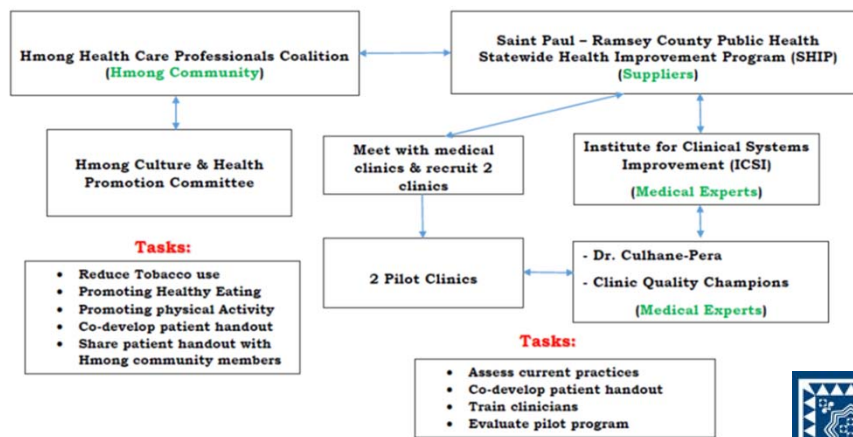 Hmong Health Care Professionals Coalition
(Hmong Community)
Saint Paul – Ramsey County Public Health
Statewide Health Improvement Program (SHIP)
(Suppliers)
Hmong Culture & Health
Promotion Committee
Meet with medical
clinics & recruit 2
clinics
Institute for Clinical Systems
Improvement (ICSI)
(Medical Experts)
2 Pilot Clinics
- Dr. Culhane-Pera
- Clinic Quality Champions
(Medical Experts)
Tasks:
• Reduce Tobacco use
• Promoting Healthy Eating
• Promoting physical Activity
• Co-develop patient handout
• Share patient handout with
Hmong community members
Tasks:
• Assess current practices
• Co-develop patient handout
• Train clinicians
• Evaluate pilot program